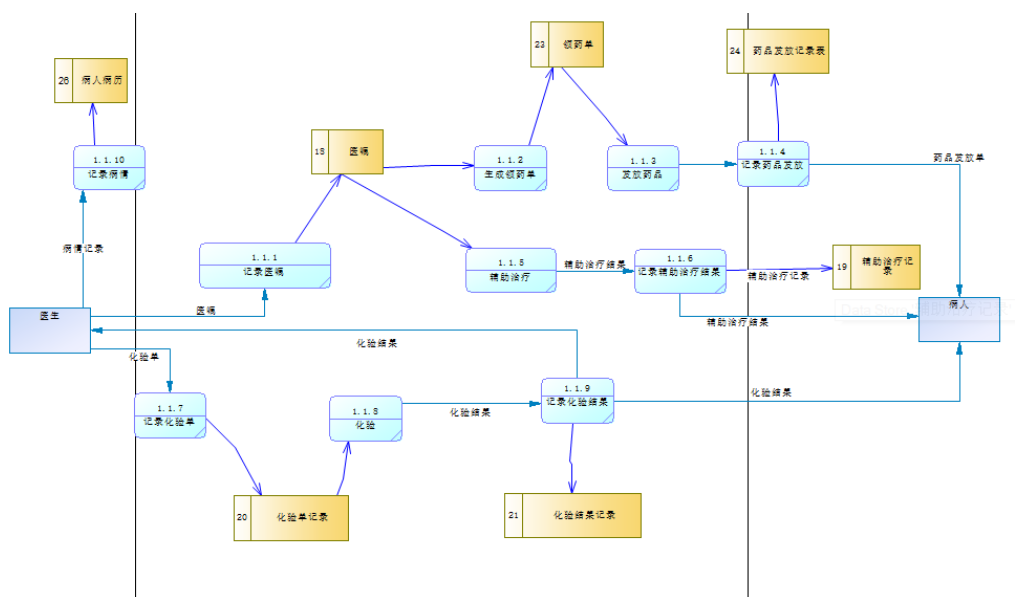 23 领药单
24 药品发放记录表
26 病人病历
18 医嘱
1.1.10
记录病情
1.1.2
生成领药单
1.1.3
发放药品
1.1.4
记录药品发放
药品发放单
病情记录
1.1.1
记录医嘱
1.1.5
辅助治疗
辅助治疗结果
1.1.6
记录辅助治疗结果
辅助治疗记录
19 辅助治疗记
录
医生
医嘱
病人
辅助治疗结果
化验结果
化验单
1.1.7
记录化验单
1.1.8
化验
化验结果
1.1.9
记录化验结果
化验结果
20 化验单记录
21 化验结果记录